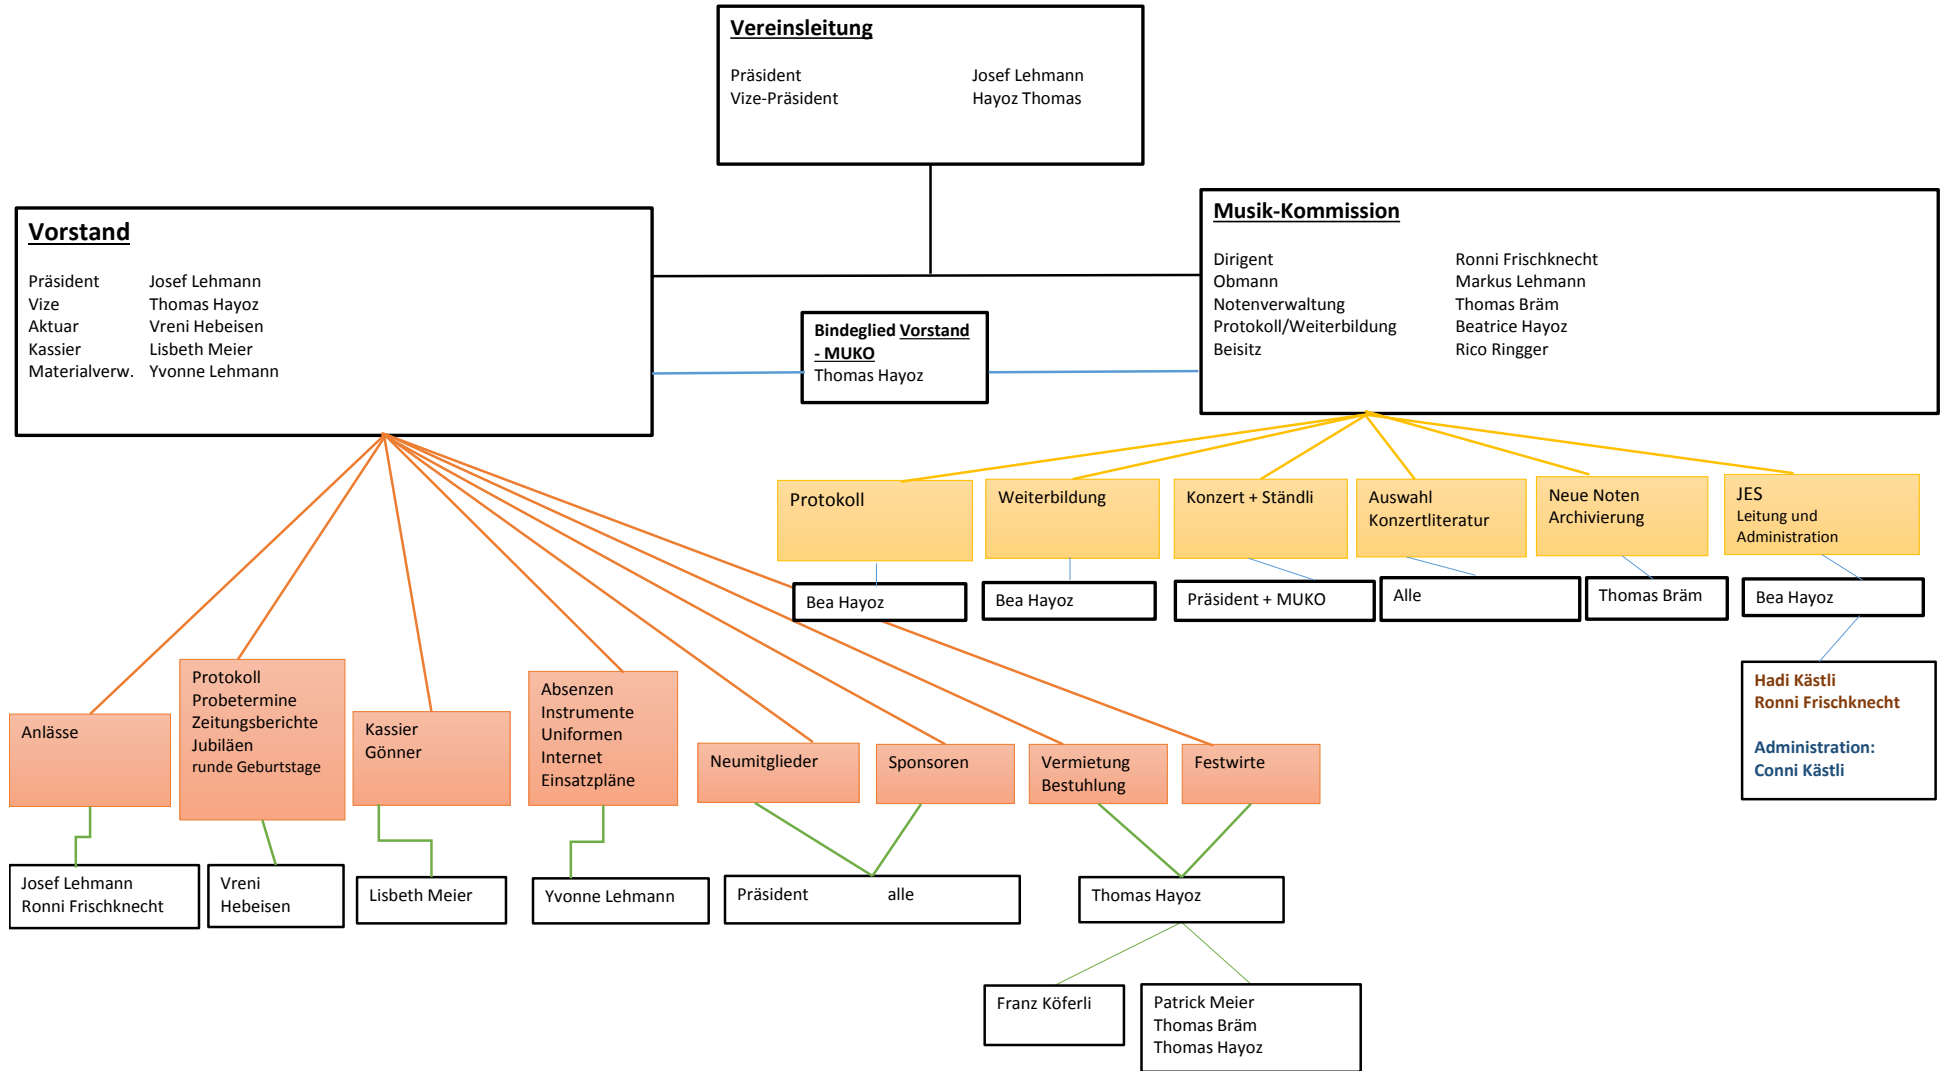 Vereinsleitung
Präsident Josef Lehmann
Vize-Präsident Hayoz Thomas
Vorstand
Präsident Josef Lehmann
Vize Thomas Hayoz
Aktuar Vreni Hebeisen
Kassier Lisbeth Meier
Materialverw. Yvonne Lehmann
Bindeglied Vorstand
- MUKO
Thomas Hayoz
Musik-Kommission
Dirigent Ronni Frischknecht
Obmann Markus Lehmann
Notenverwaltung Thomas Bräm
Protokoll/Weiterbildung Beatrice Hayoz
Beisitz Rico Ringger
Protokoll
Weiterbildung
Konzert + Ständli
Auswahl
Konzertliteratur
Neue Noten
Archivierung
JES
Leitung und
Administration
Bea Hayoz
Bea Hayoz
Präsident + MUKO
Alle
Thomas Bräm
Bea Hayoz
Hadi Kästli
Ronni Frischknecht
Administration:
Conni Kästli
Anlässe
Protokoll
Probetermine
Zeitungsberichte
Jubiläen
runde Geburtstage
Kassier
Gönner
Absenzen
Instrumente
Uniformen
Internet
Einsatzpläne
Neumitglieder
Sponsoren
Vermietung
Bestuhlung
Festwirte
Josef Lehmann
Ronni Frischknecht
Vreni
Hebeisen
Lisbeth Meier
Yvonne Lehmann
Präsident alle
Thomas Hayoz
Franz Köferli
Patrick Meier
Thomas Bräm
Thomas Hayoz